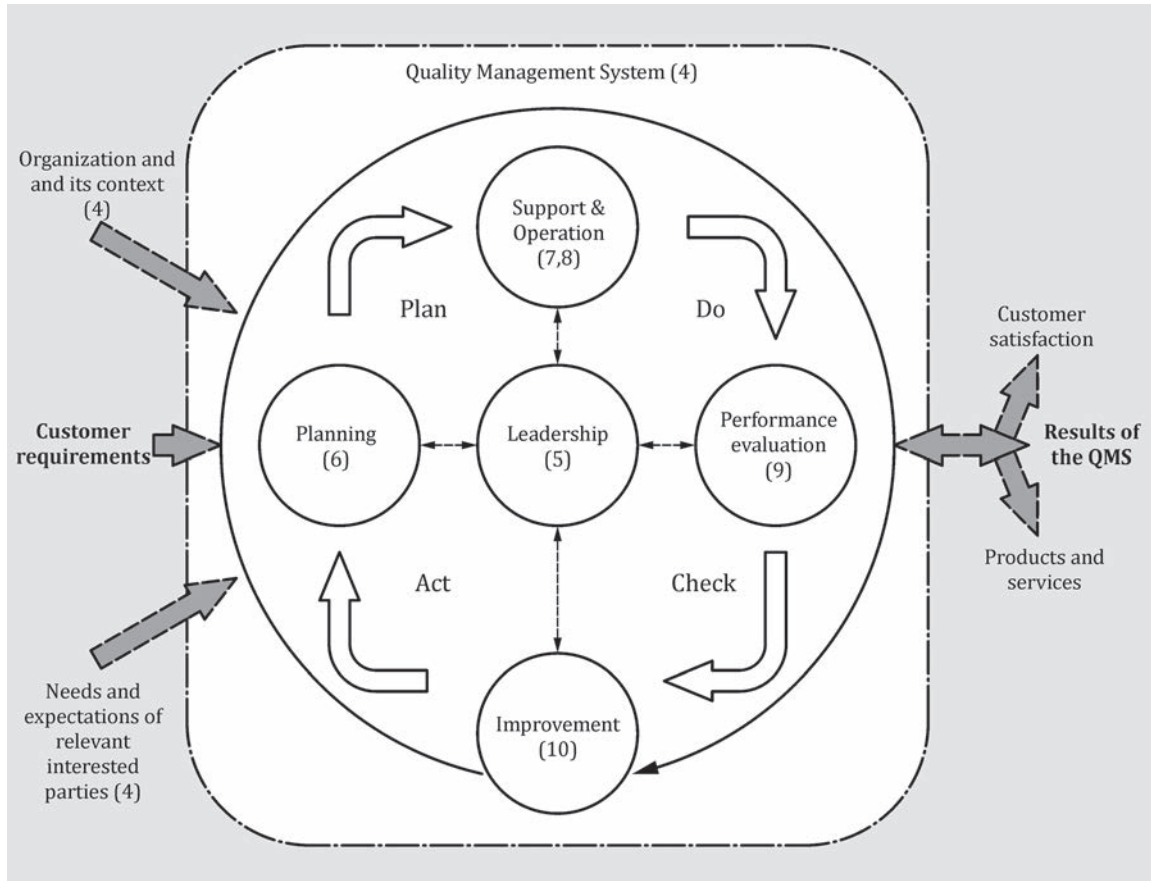 Quality Management System (4)
Organization and
and its context
(4)
Support &
Operation
(7,8)
Plan
Do
Customer
satisfaction
Customer
requirements
Planning
(6)
Leadership
(5)
Performance
evaluation
(9)
Results of
the QMS
Act
Check
Products and
services
Needs and
expectations of
relevant
interested
parties (4)
Improvement
(10)